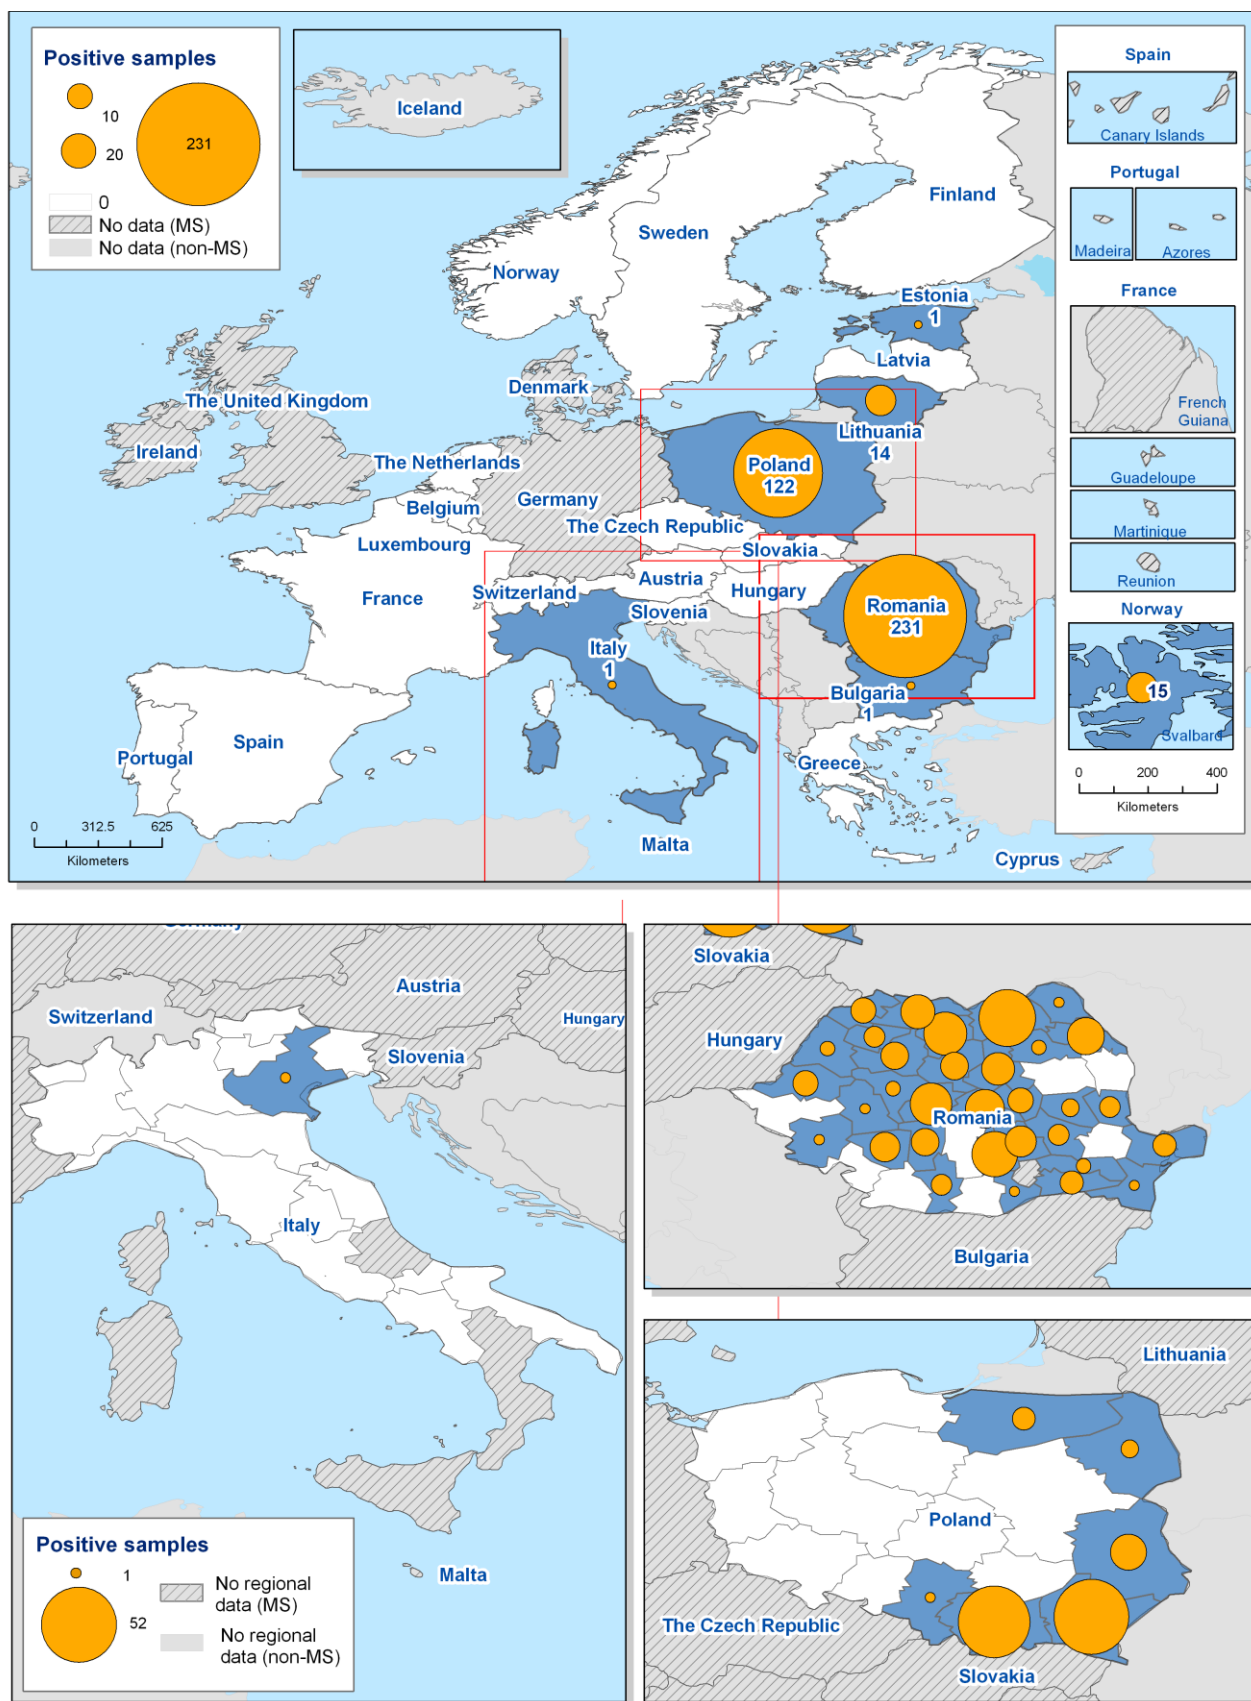 Positive samples
10
20
231
0
No data (MS)
No data (non-MS)
Iceland
Finland
Sweden
Norway
Estonia
1
Latvia
Denmark
The United Kingdom
Ireland
Lithuania
14
The Netherlands
Poland
122
Germany
Belgium
The Czech Republic
Luxembourg
Slovakia
Austria
Switzerland
Hungary
France
Slovenia
Romania
231
Italy
1
Bulgaria
1
Spain
Portugal
Greece
Malta
Cyprus
0 312.5 625
Kilometers
Spain
Canary Islands
Portugal
Madeira
Azores
France
French
Guiana
Guadeloupe
Martinique
Reunion
Norway
15
Svalbard
0 200 400
Kilometers
Germany
Austria
Switzerland
Hungary
Slovenia
Italy
Malta
Positive samples
1
52
No regional
data (MS)
No regional
data (non-MS)
Slovakia
Hungary
Romania
Bulgaria
Lithuania
Poland
The Czech Republic
Slovakia